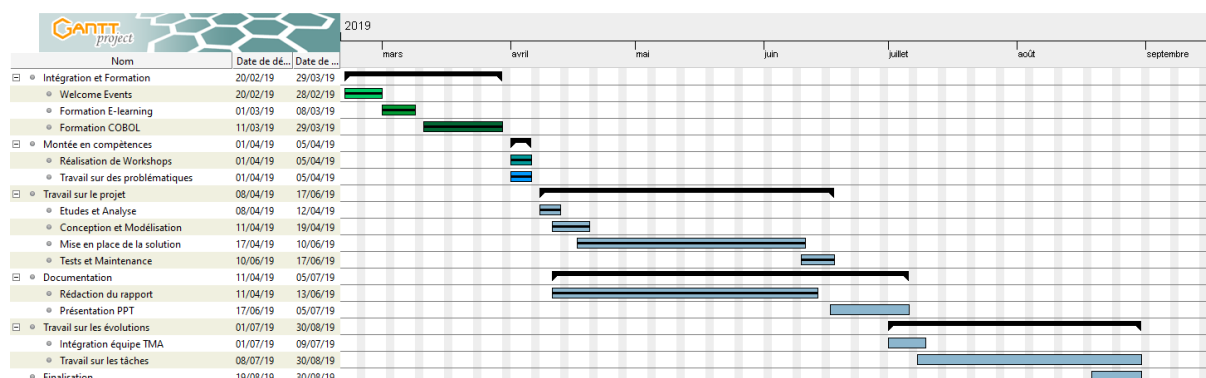 GANTT
project
2019
mars avril mai juin juillet août septembre
Nom Date de dé... Date de ...
Intégration et Formation 20/02/19 29/03/19
Welcome Events 20/02/19 28/02/19
Formation E-learning 01/03/19 08/03/19
Formation COBOL 11/03/19 29/03/19
Montée en compètences 01/04/19 05/04/19
Réalisation de Workshops 01/04/19 05/04/19
Travail sur des problématiques 01/04/19 05/04/19
Travail sur le projet 08/04/19 17/06/19
Etudes et Analyse 08/04/19 12/04/19
Conception et Modélisation 11/04/19 19/04/19
Mise en place de la solution 17/04/19 10/06/19
Tests et Maintenance 10/06/19 17/06/19
Documentation 11/04/19 05/07/19
Rédaction du rapport 11/04/19 13/06/19
Présentation PPT 17/06/19 05/07/19
Travail sur les évolutions 01/07/19 30/08/19
Intégration équipe TMA 01/07/19 09/07/19
Travail sur les tâches 08/07/19 30/08/19
Finalisation 19/08/19 30/08/19